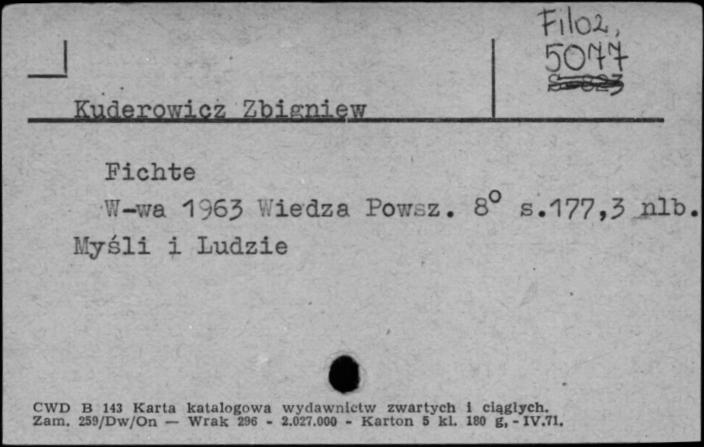 Filoz,
5077
Kuderowicz Zbigniew
Fichte
W-wa 1963 Wiedza Powsz. 8° s.177,3 nlb.
Myśli i Ludzie
CWD B 143 Karta katalogowa wydawnictw zwartych i ciągłych.
Zam. 259/Dw/On — Wrak 296 - 2.027.000 - Karton 5 kl. 180 g, - IV.71.